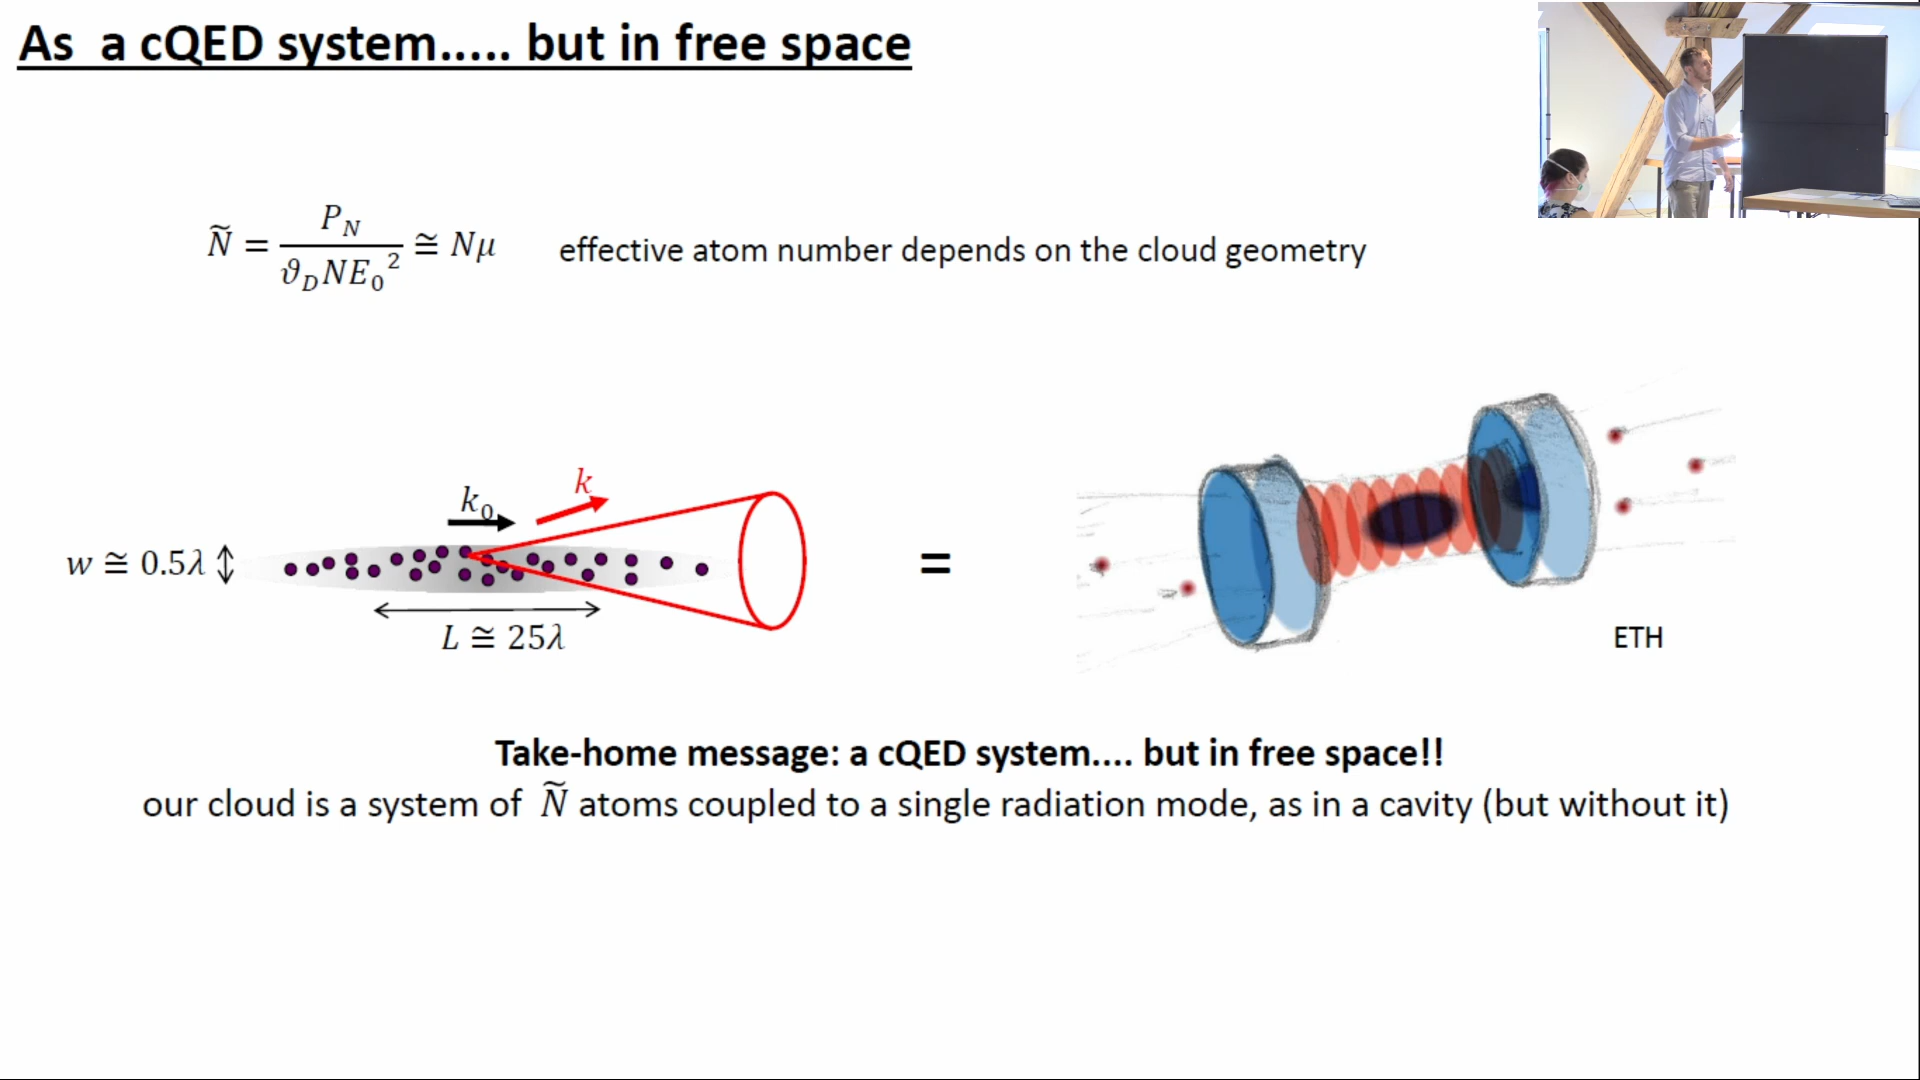 As a cQED system..... but in free space
Ñ = P_N / (ϑ_D N E_0^2) ≅ Nμ
effective atom number depends on the cloud geometry
k_0
k
w ≅ 0.5λ
L ≅ 25λ
=
ETH
Take-home message: a cQED system.... but in free space!!
our cloud is a system of Ñ atoms coupled to a single radiation mode, as in a cavity (but without it)